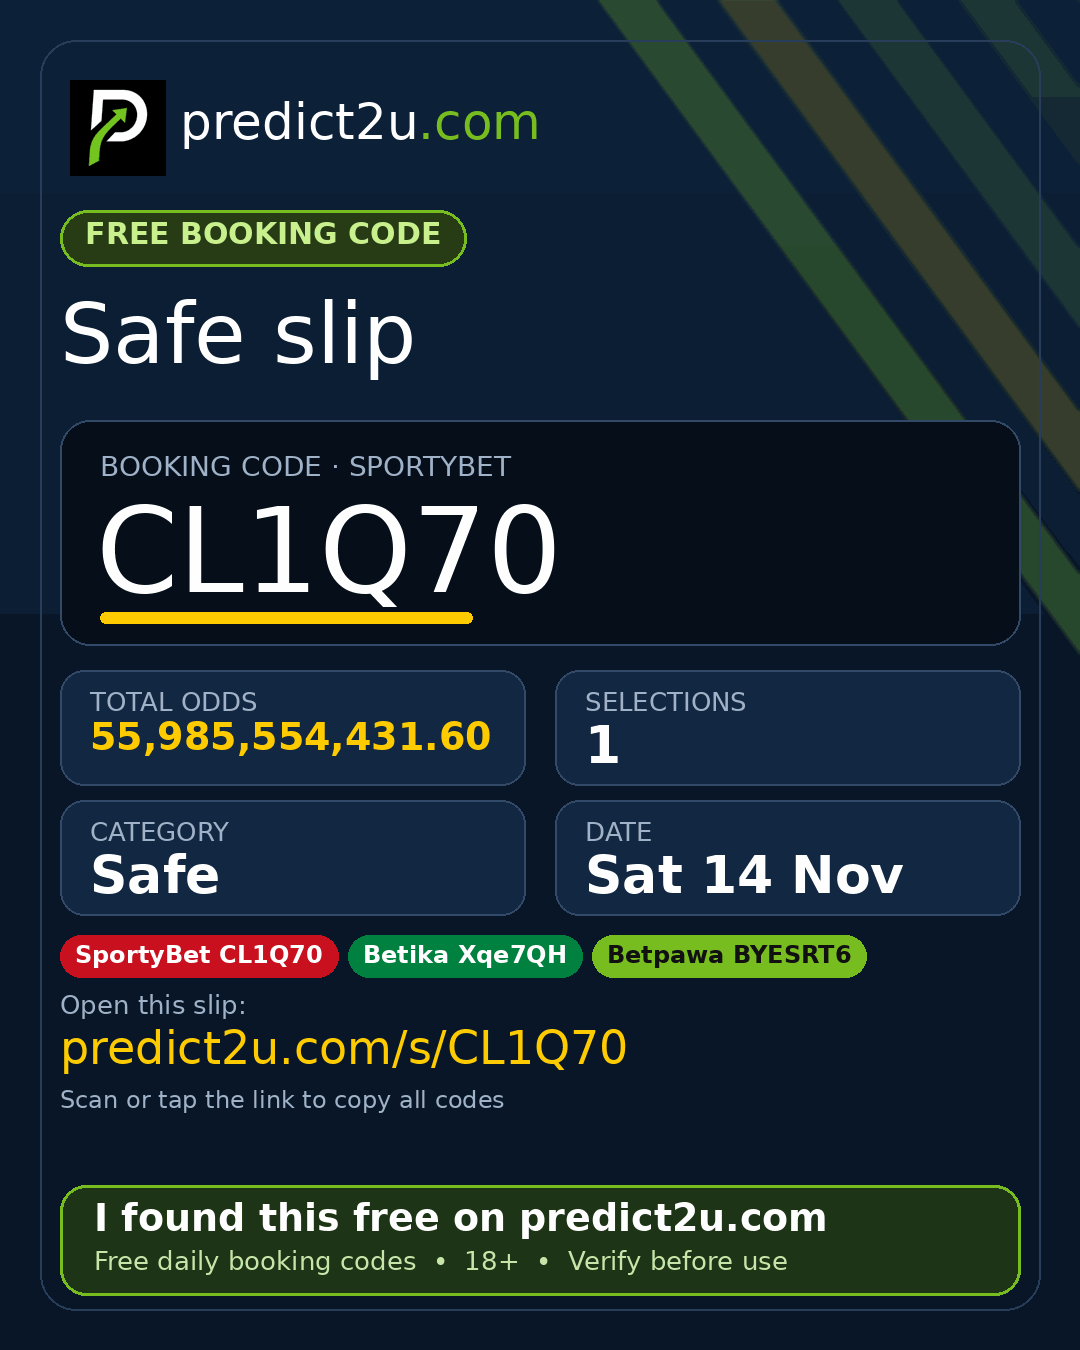 predict2u.com
FREE BOOKING CODE
Safe slip
BOOKING CODE · SPORTYBET
CL1Q70
TOTAL ODDS
55,985,554,431.60
SELECTIONS
1
CATEGORY
Safe
DATE
Sat 14 Nov
SportyBet CL1Q70
Betika Xqe7QH
Betpawa BYESRT6
Open this slip:
predict2u.com/s/CL1Q70
Scan or tap the link to copy all codes
I found this free on predict2u.com
Free daily booking codes • 18+ • Verify before use